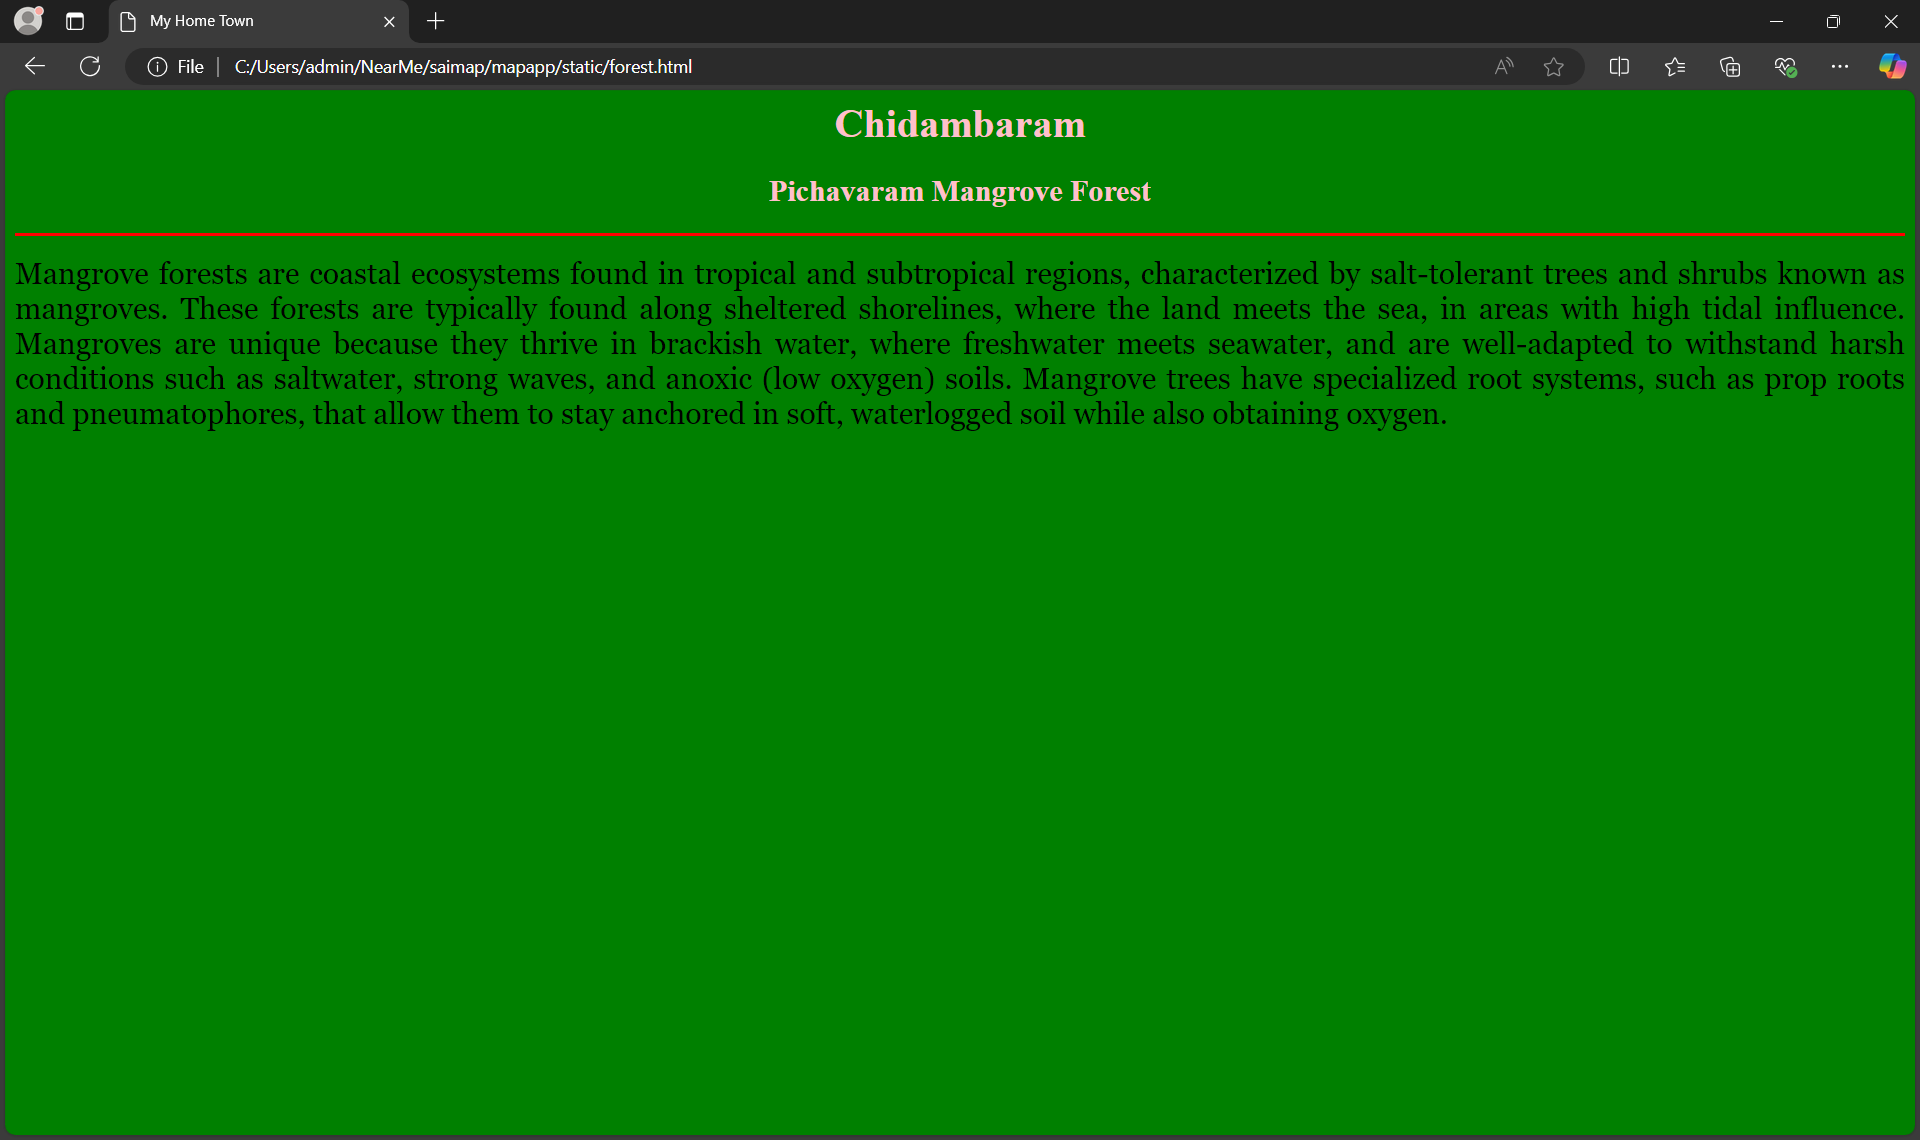 My Home Town
File
C:/Users/admin/NearMe/saimap/mapapp/static/forest.html
Chidambaram
Pichavaram Mangrove Forest
Mangrove forests are coastal ecosystems found in tropical and subtropical regions, characterized by salt-tolerant trees and shrubs known as
mangroves. These forests are typically found along sheltered shorelines, where the land meets the sea, in areas with high tidal influence.
Mangroves are unique because they thrive in brackish water, where freshwater meets seawater, and are well-adapted to withstand harsh
conditions such as saltwater, strong waves, and anoxic (low oxygen) soils. Mangrove trees have specialized root systems, such as prop roots
and pneumatophores, that allow them to stay anchored in soft, waterlogged soil while also obtaining oxygen.